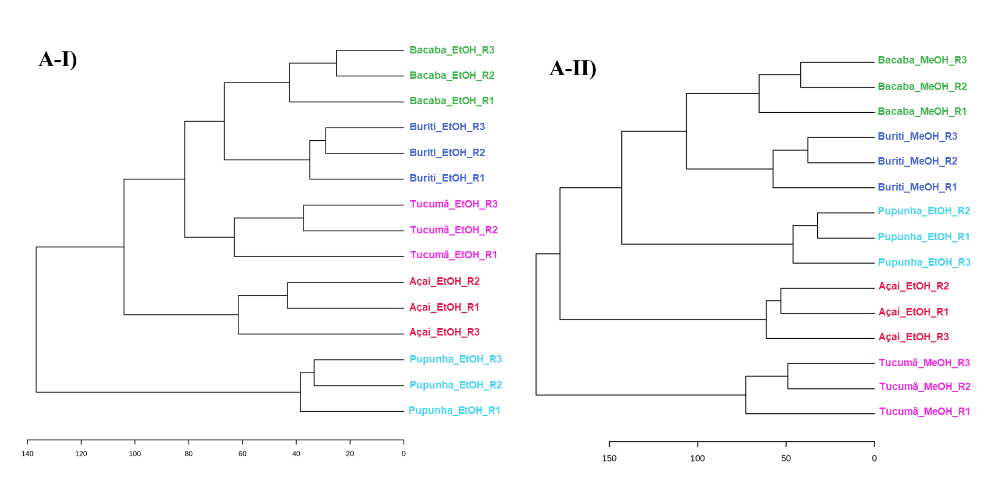 A-I)
Bacaba_EtOH_R3
Bacaba_EtOH_R2
Bacaba_EtOH_R1
Buriti_EtOH_R3
Buriti_EtOH_R2
Buriti_EtOH_R1
Tucumã_EtOH_R3
Tucumã_EtOH_R2
Tucumã_EtOH_R1
Açaí_EtOH_R2
Açaí_EtOH_R1
Açaí_EtOH_R3
Pupunha_EtOH_R3
Pupunha_EtOH_R2
Pupunha_EtOH_R1
140 120 100 80 60 40 20 0
A-II)
Bacaba_MeOH_R3
Bacaba_MeOH_R2
Bacaba_MeOH_R1
Buriti_MeOH_R3
Buriti_MeOH_R2
Buriti_MeOH_R1
Pupunha_EtOH_R2
Pupunha_EtOH_R1
Pupunha_EtOH_R3
Açaí_EtOH_R2
Açaí_EtOH_R1
Açaí_EtOH_R3
Tucumã_MeOH_R3
Tucumã_MeOH_R2
Tucumã_MeOH_R1
150 100 50 0